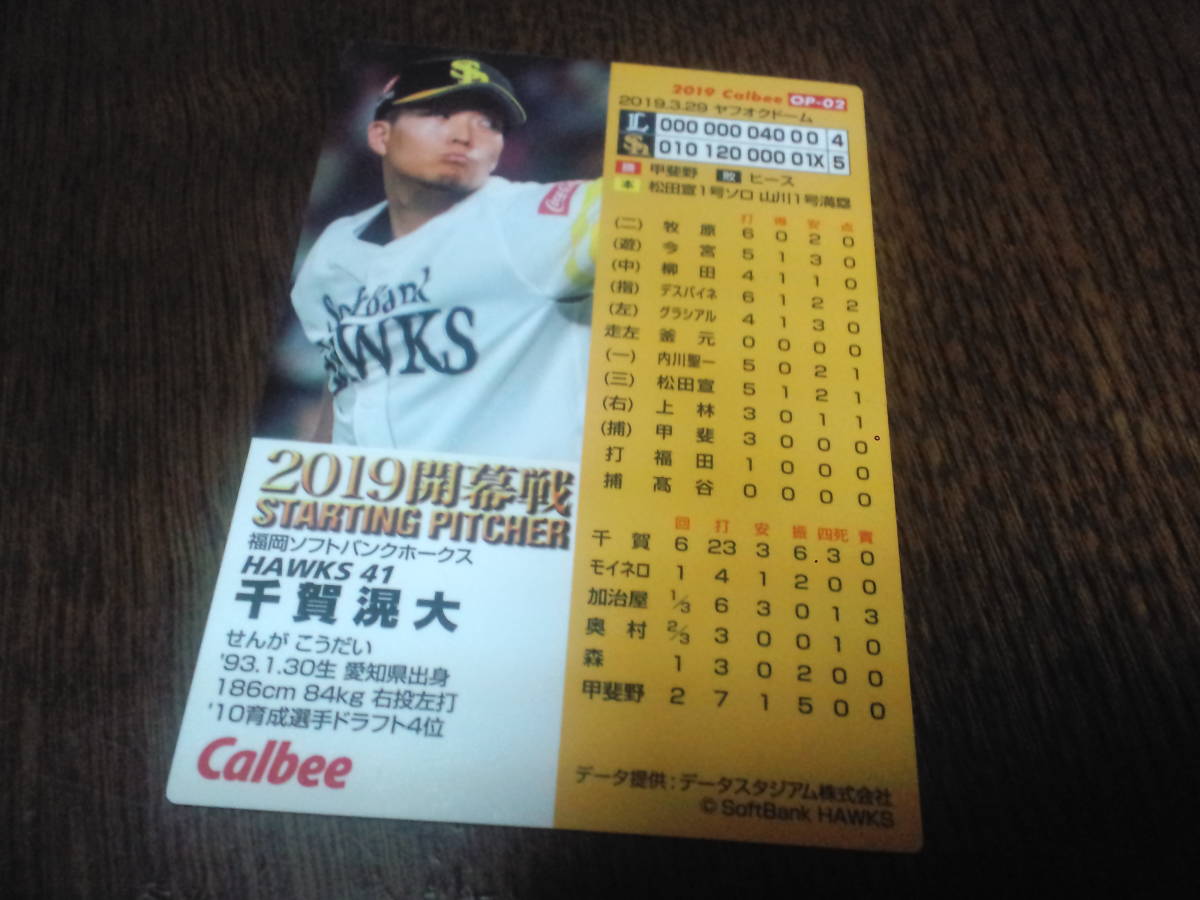 SoftBank
HAWKS
Coca-Cola
2019開幕戦
STARTING PITCHER
福岡ソフトバンクホークス
HAWKS 41
千賀滉大
せんが こうだい
'93.1.30生 愛知県出身
186cm 84kg 右投左打
'10育成選手ドラフト4位
Calbee
2019 Calbee OP-02
2019.3.29 ヤフオクドーム
L 000 000 040 0 0 4
010 120 000 01X 5
勝 甲斐野 敗 ヒース
本 松田宣1号ソロ 山川1号満塁
打 得 安 点
(二) 牧原 6 0 2 0
(遊) 今宮 5 1 3 0
(中) 柳田 4 1 1 0
(指) デスパイネ 6 1 2 2
(左) グラシアル 4 1 3 0
走左 釜元 0 0 0 0
(一) 内川聖一 5 0 2 1
(三) 松田宣 5 1 2 1
(右) 上林 3 0 1 1
(捕) 甲斐 3 0 0 0
打 福田 1 0 0 0
捕 髙谷 0 0 0 0
回 打 安 振 四死 責
千賀 6 23 3 6 3 0
モイネロ 1 4 1 2 0 0
加治屋 1/3 6 3 0 1 3
奥村 2/3 3 0 0 1 0
森 1 3 0 2 0 0
甲斐野 2 7 1 5 0 0
データ提供:データスタジアム株式会社
© SoftBank HAWKS